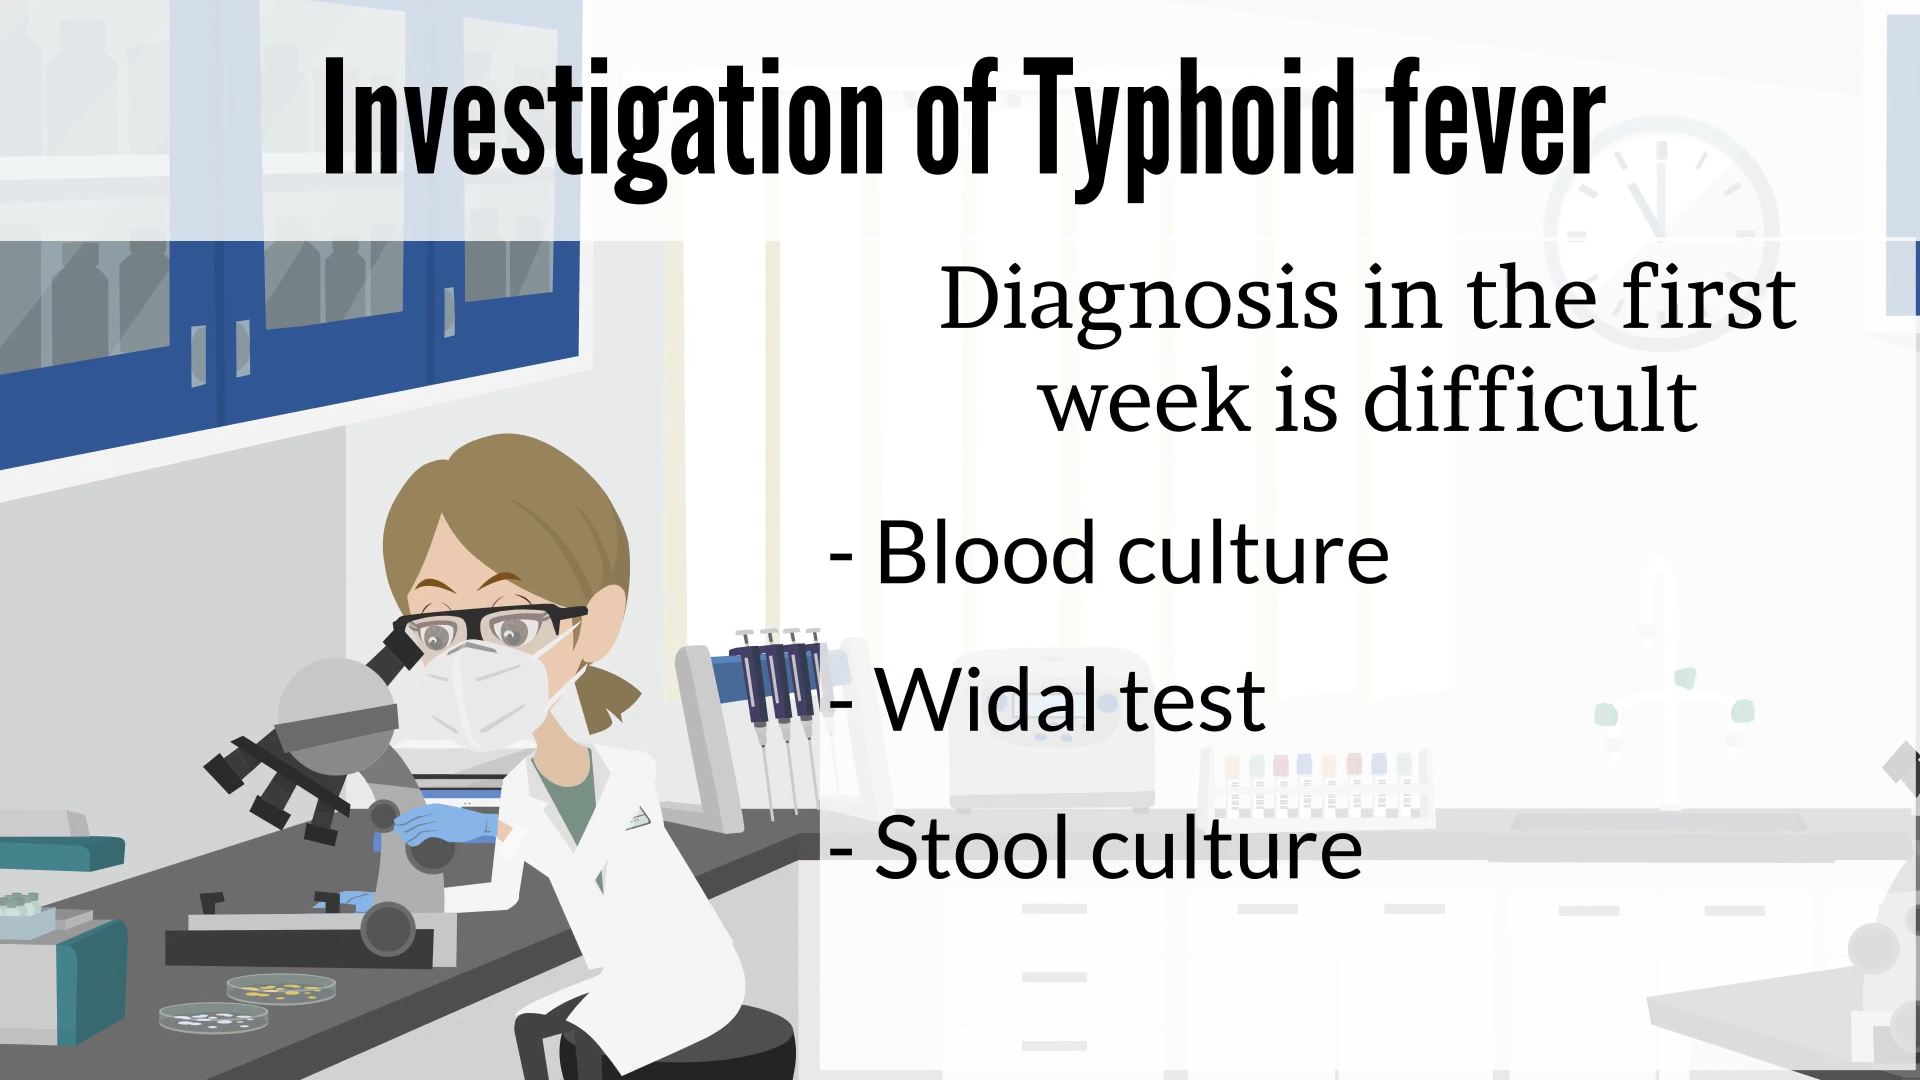 Investigation of Typhoid fever
Diagnosis in the first
week is difficult
- Blood culture
- Widal test
- Stool culture